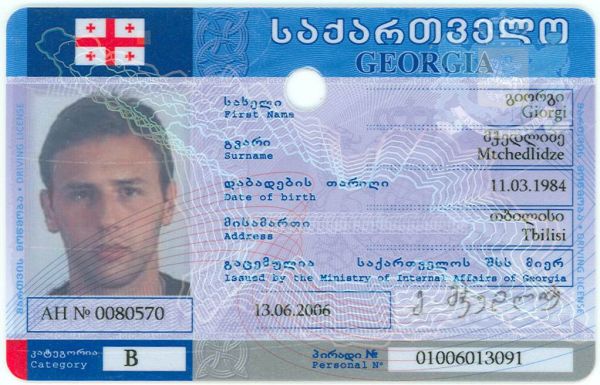 საქართველო
GEORGIA
სახელი
First Name
გიორგი
Giorgi
გვარი
Surname
მჭედლიძე
Mtchedlidze
დაბადების თარიღი
Date of birth
11.03.1984
მისამართი
Address
თბილისი
Tbilisi
გაცემულია საქართველოს შსს მიერ
Issued by the Ministry of Internal Affairs of Georgia
13.06.2006
AH № 0080570
კატეგორია
Category
B
პირადი №
Personal №
01006013091
მართვის მოწმობა - DRIVING LICENSE
მართვის მოწმობა - DRIVING LICENSE